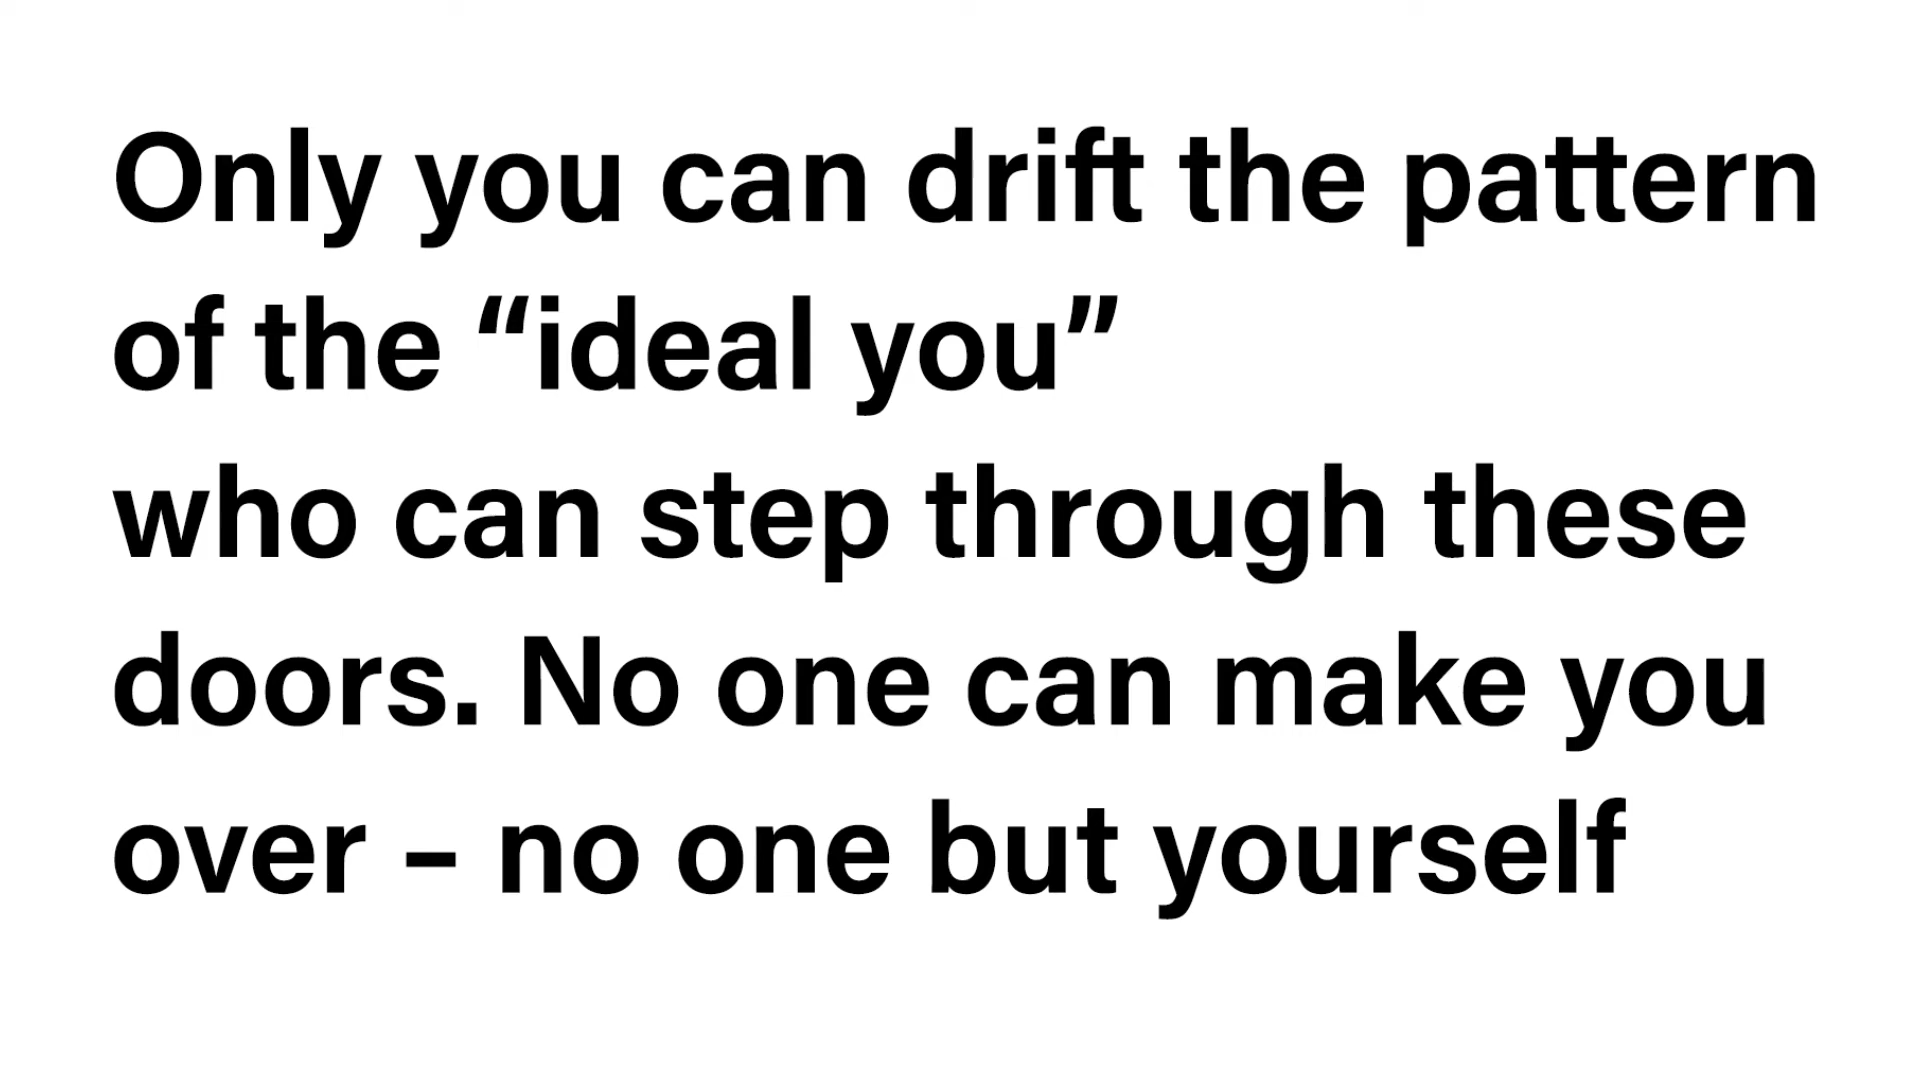 Only you can drift the pattern
of the “ideal you”
who can step through these
doors. No one can make you
over – no one but yourself